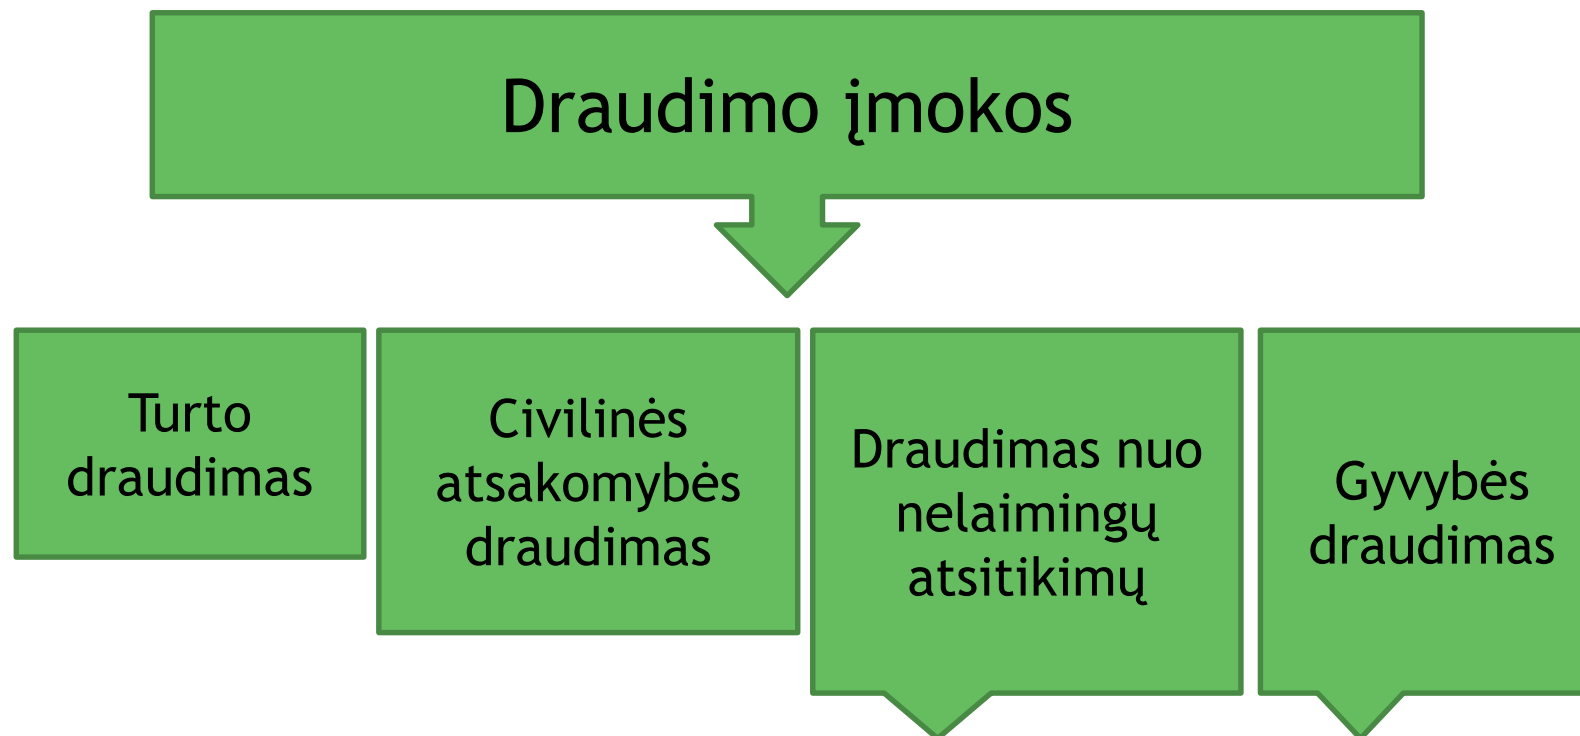 Draudimo įmokos
Turto
draudimas
Civilinės
atsakomybės
draudimas
Draudimas nuo
nelaimingų
atsitikimų
Gyvybės
draudimas